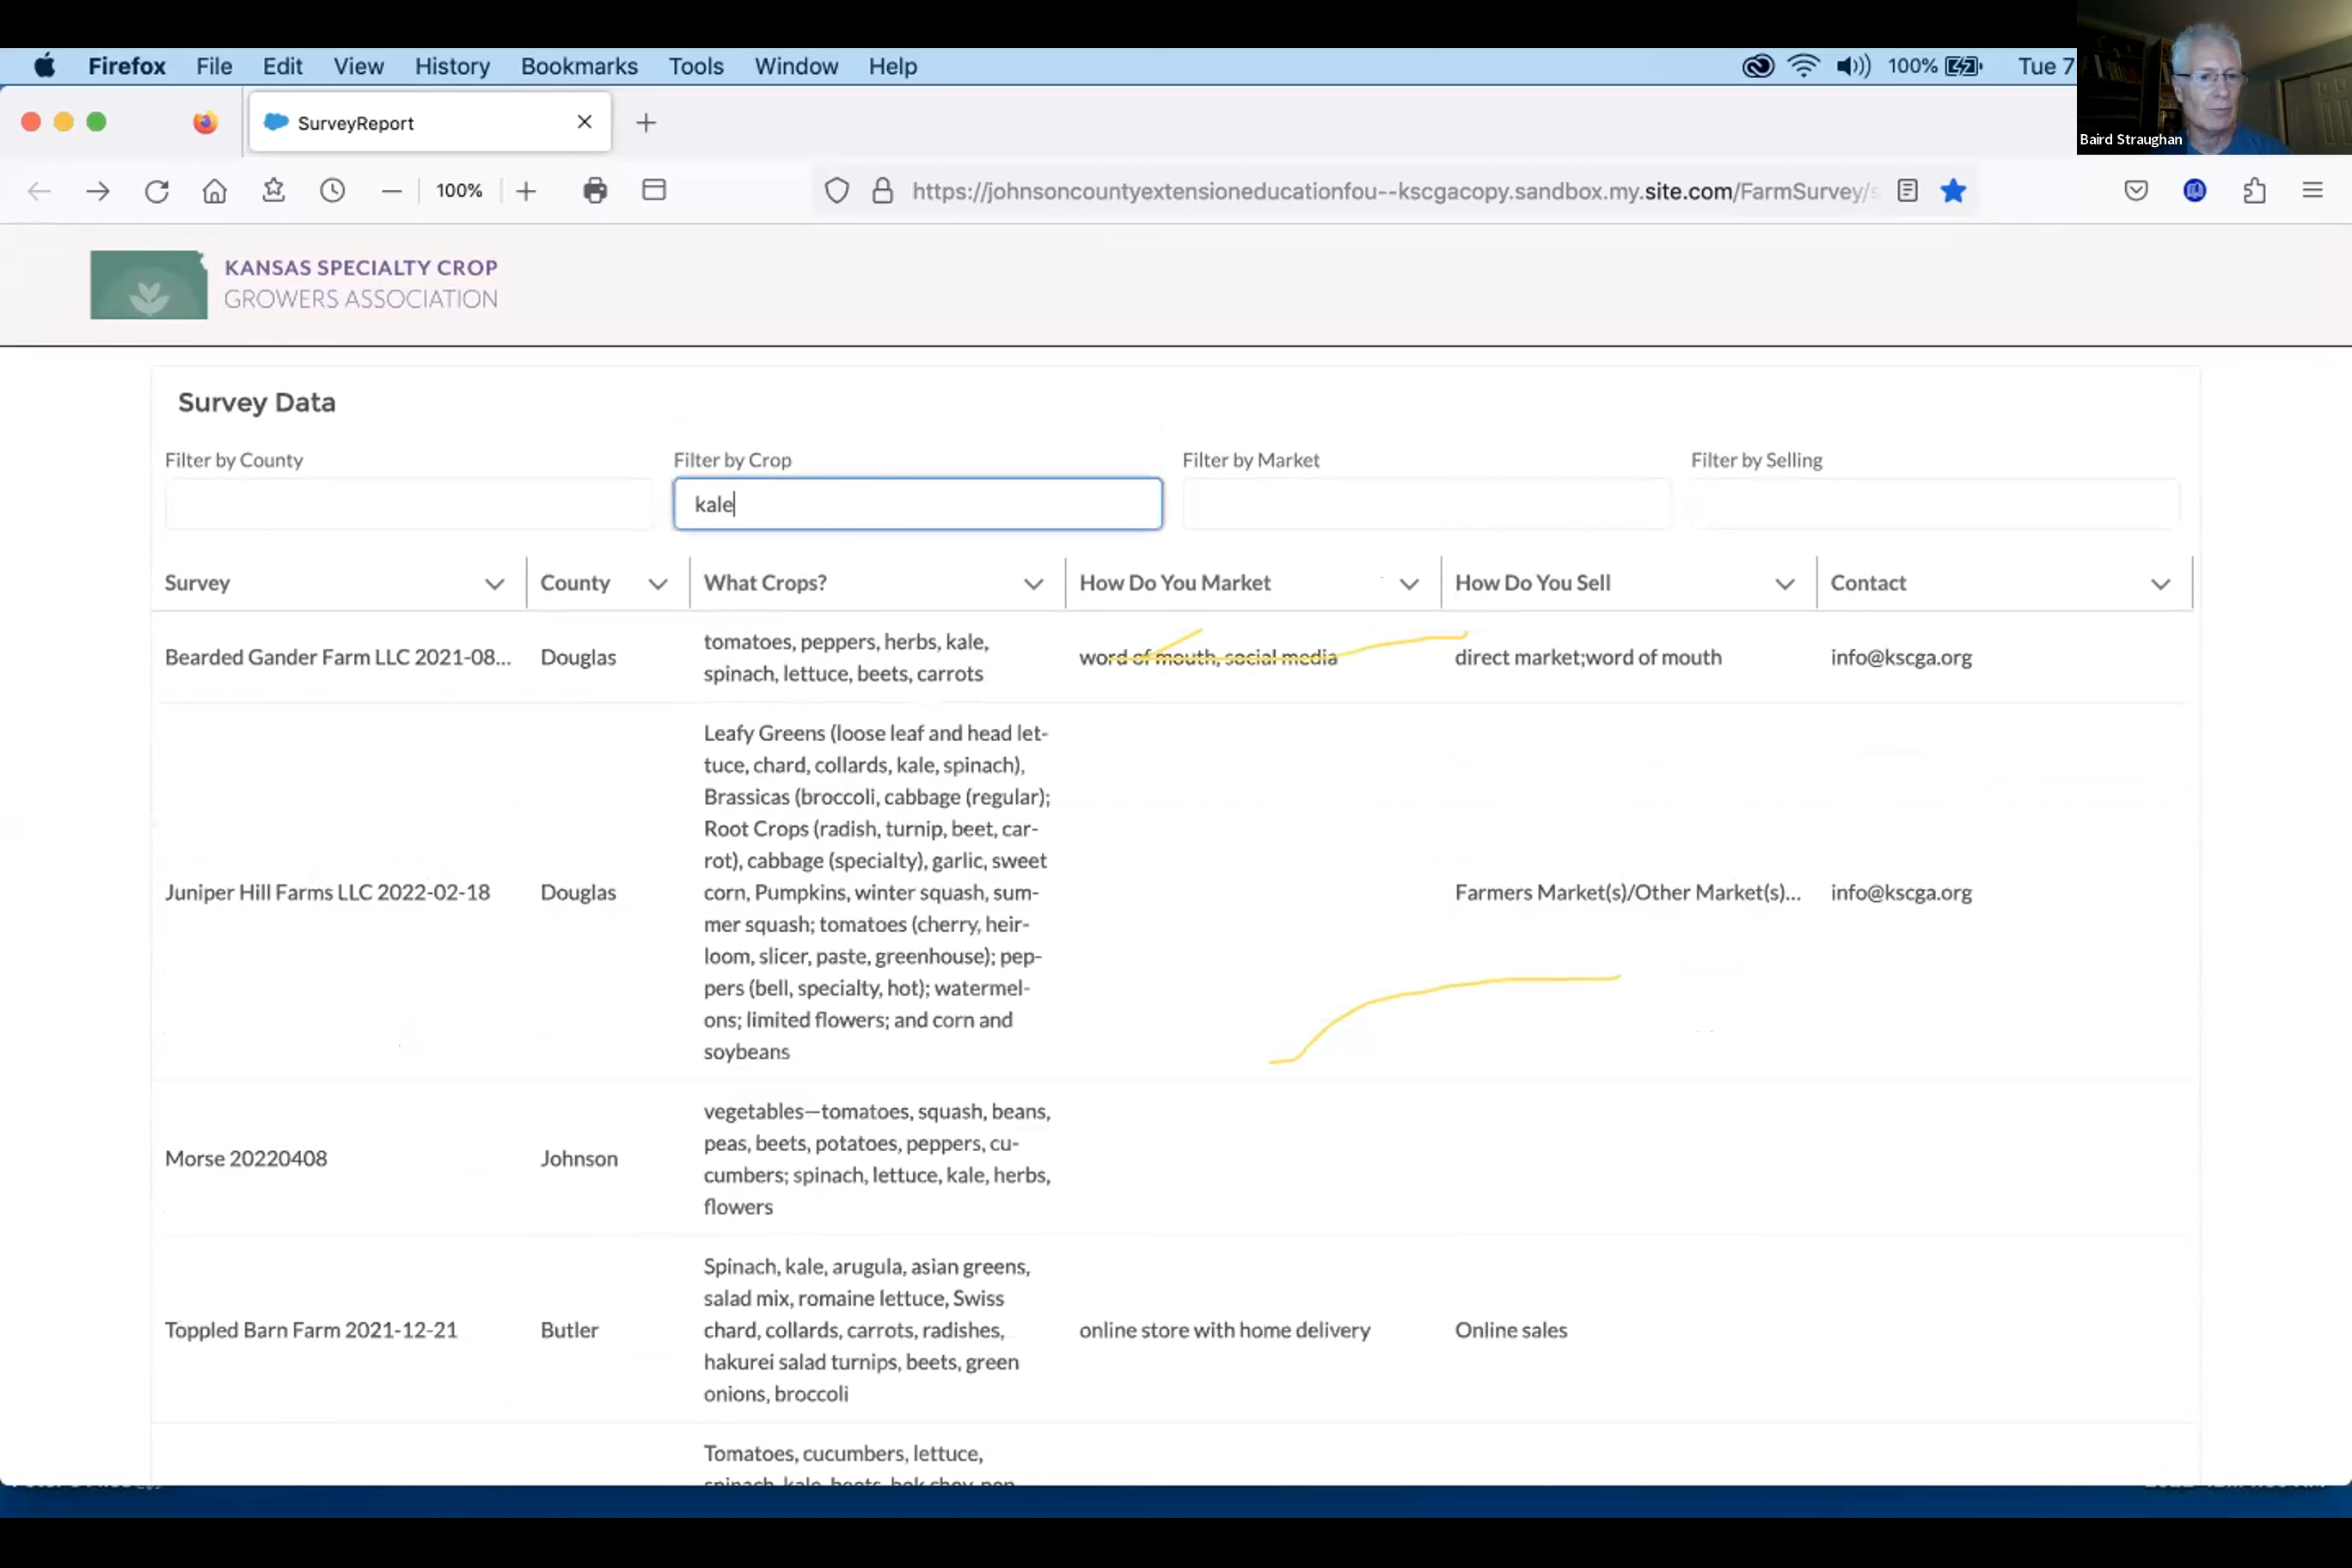 Firefox File Edit View History Bookmarks Tools Window Help 100% Tue 7
Baird Straughan
SurveyReport
100% https://johnsoncountyextensioneducationfou--kscgacopy.sandbox.my.site.com/FarmSurvey/s
KANSAS SPECIALTY CROP
GROWERS ASSOCIATION
Survey Data
Filter by County Filter by Crop Filter by Market Filter by Selling
kale
Survey County What Crops? How Do You Market How Do You Sell Contact
Bearded Gander Farm LLC 2021-08... Douglas
tomatoes, peppers, herbs, kale,
spinach, lettuce, beets, carrots
word of mouth, social media direct market;word of mouth info@kscga.org
Juniper Hill Farms LLC 2022-02-18 Douglas
Leafy Greens (loose leaf and head let-
tuce, chard, collards, kale, spinach),
Brassicas (broccoli, cabbage (regular);
Root Crops (radish, turnip, beet, car-
rot), cabbage (specialty), garlic, sweet
corn, Pumpkins, winter squash, sum-
mer squash; tomatoes (cherry, heir-
loom, slicer, paste, greenhouse); pep-
pers (bell, specialty, hot); watermel-
ons; limited flowers; and corn and
soybeans
Farmers Market(s)/Other Market(s)... info@kscga.org
Morse 20220408 Johnson
vegetables—tomatoes, squash, beans,
peas, beets, potatoes, peppers, cu-
cumbers; spinach, lettuce, kale, herbs,
flowers
Toppled Barn Farm 2021-12-21 Butler
Spinach, kale, arugula, asian greens,
salad mix, romaine lettuce, Swiss
chard, collards, carrots, radishes,
hakurei salad turnips, beets, green
onions, broccoli
online store with home delivery Online sales
Tomatoes, cucumbers, lettuce,
spinach, kale, beets, bok choy, pep-